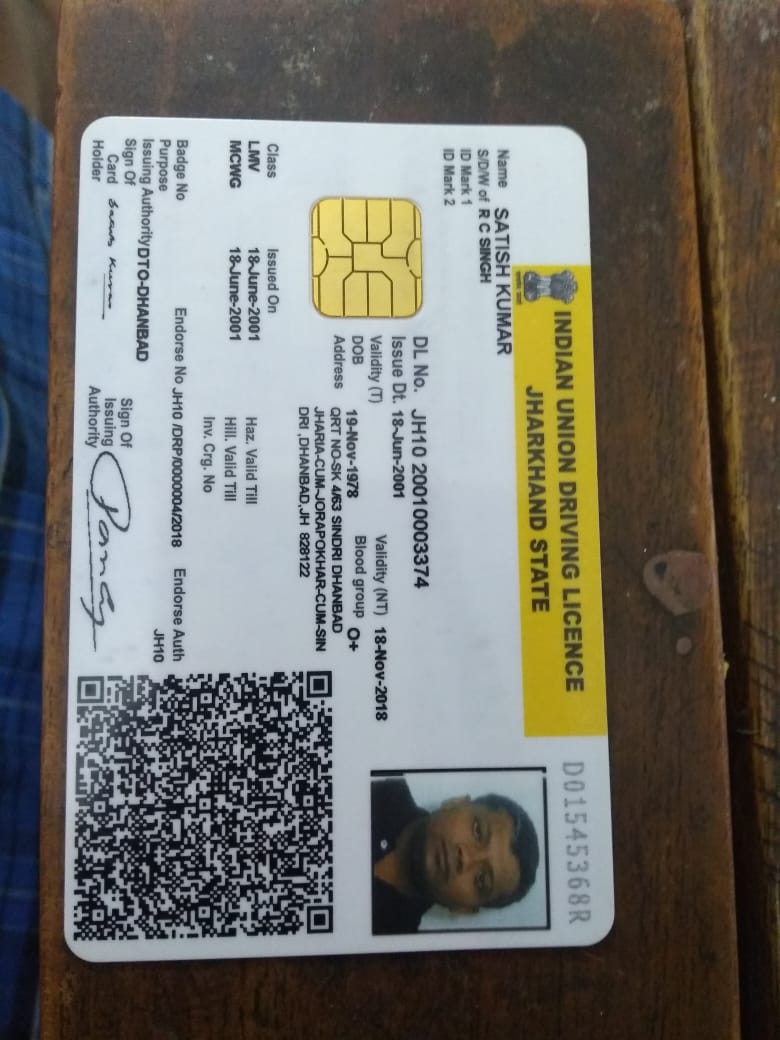 INDIAN UNION DRIVING LICENCE
JHARKHAND STATE
D01545368R
Name SATISH KUMAR
S/D/W of R C SINGH
ID Mark 1
ID Mark 2
DL No. JH10 20010003374
Issue Dt. 18-Jun-2001
Validity (T) Validity (NT) 18-Nov-2018
DOB 19-Nov-1978 Blood group O+
Address QRT NO-SK 4/63 SINDRI DHANBAD
JHARIA-CUM-JORAPOKHAR-CUM-SIN
DRI ,DHANBAD,JH 828122
Class Issued On
LMV 18-June-2001 Haz. Valid Till
MCWG 18-June-2001 Hill. Valid Till
Inv. Crg. No
Badge No Endorse No JH10 /DRP/0000004/2018 Endorse Auth
Purpose JH10
Issuing Authority DTO-DHANBAD
Sign Of
Card
Holder
Sign Of
Issuing
Authority